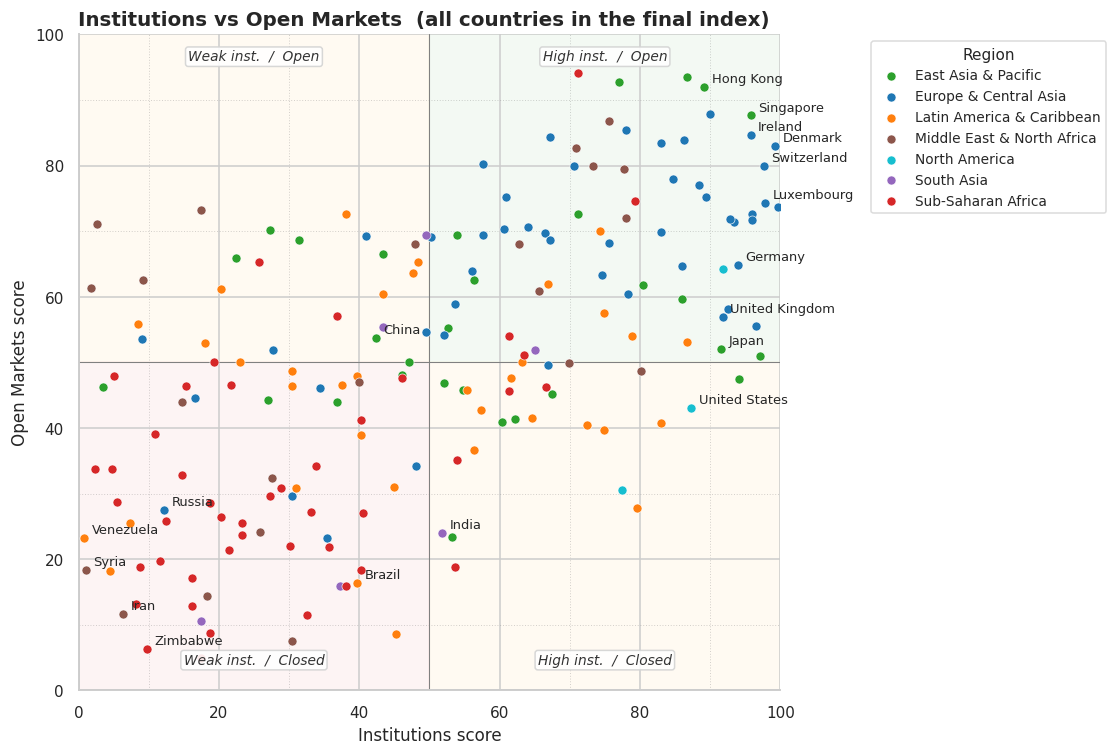 Institutions vs Open Markets (all countries in the final index)
100
80
60
40
20
0
Open Markets score
Weak inst. / Open
High inst. / Open
Hong Kong
Singapore
Ireland
Denmark
Switzerland
Luxembourg
Germany
United Kingdom
China
Japan
United States
Russia
India
Venezuela
Syria
Brazil
Iran
Zimbabwe
Weak inst. / Closed
High inst. / Closed
0
20
40
60
80
100
Institutions score
Region
East Asia & Pacific
Europe & Central Asia
Latin America & Caribbean
Middle East & North Africa
North America
South Asia
Sub-Saharan Africa